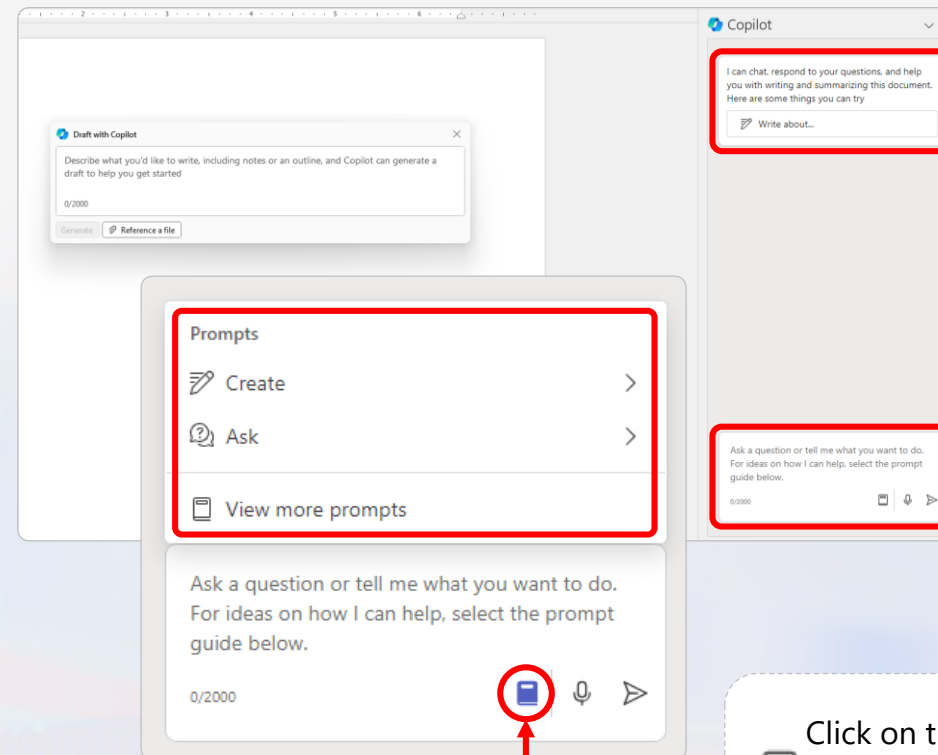 2 3 4 5 6
Draft with Copilot
Describe what you'd like to write, including notes or an outline, and Copilot can generate a
draft to help you get started
0/2000
Generate Reference a file
Copilot
I can chat, respond to your questions, and help
you with writing and summarizing this document.
Here are some things you can try
Write about...
Ask a question or tell me what you want to do.
For ideas on how I can help, select the prompt
guide below.
0/2000
Prompts
Create
Ask
View more prompts
Ask a question or tell me what you want to do.
For ideas on how I can help, select the prompt
guide below.
0/2000
Click on t